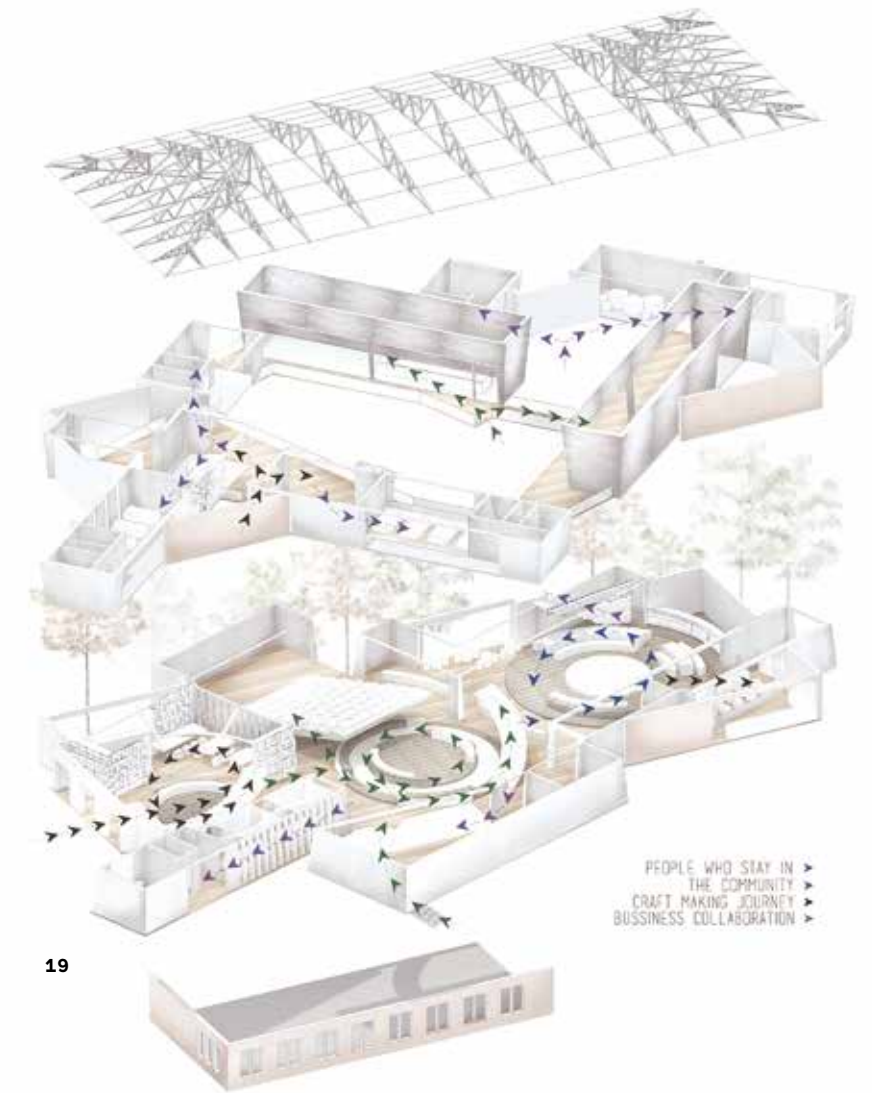 PEOPLE WHO STAY IN
THE COMMUNITY
CRAFT MAKING JOURNEY
BUSSINESS COLLABORATION
19